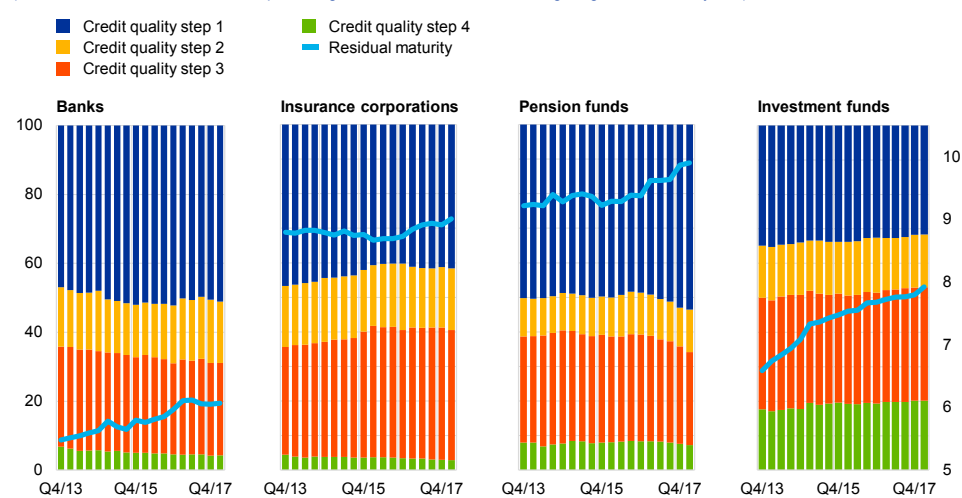 Credit quality step 1
Credit quality step 2
Credit quality step 3
Credit quality step 4
Residual maturity
Banks
Insurance corporations
Pension funds
Investment funds
100
80
60
40
20
0
10
9
8
7
6
5
Q4/13 Q4/15 Q4/17
Q4/13 Q4/15 Q4/17
Q4/13 Q4/15 Q4/17
Q4/13 Q4/15 Q4/17